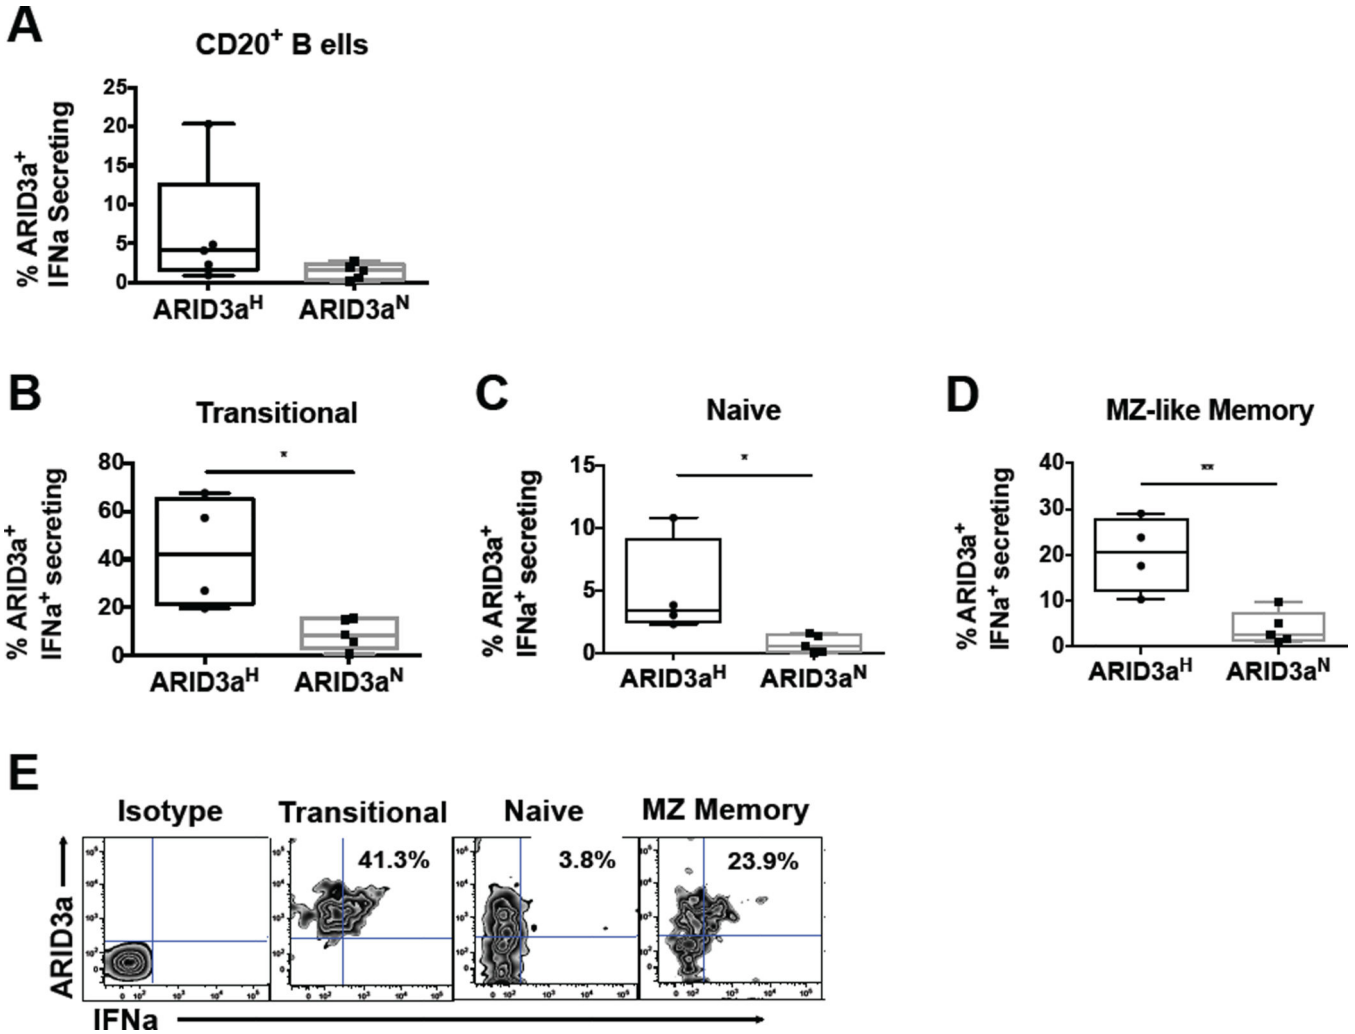 A
CD20+ B ells
% ARID3a+
IFNa Secreting
25
20
15
10
5
0
ARID3aH
ARID3aN
B
Transitional
*
% ARID3a+
IFNa+ secreting
80
60
40
20
0
ARID3aH
ARID3aN
C
Naive
*
% ARID3a+
IFNa+ secreting
15
10
5
0
ARID3aH
ARID3aN
D
MZ-like Memory
**
% ARID3a+
IFNa+ secreting
40
30
20
10
0
ARID3aH
ARID3aN
E
Isotype
Transitional
Naive
MZ Memory
41.3%
3.8%
23.9%
ARID3a
IFNa